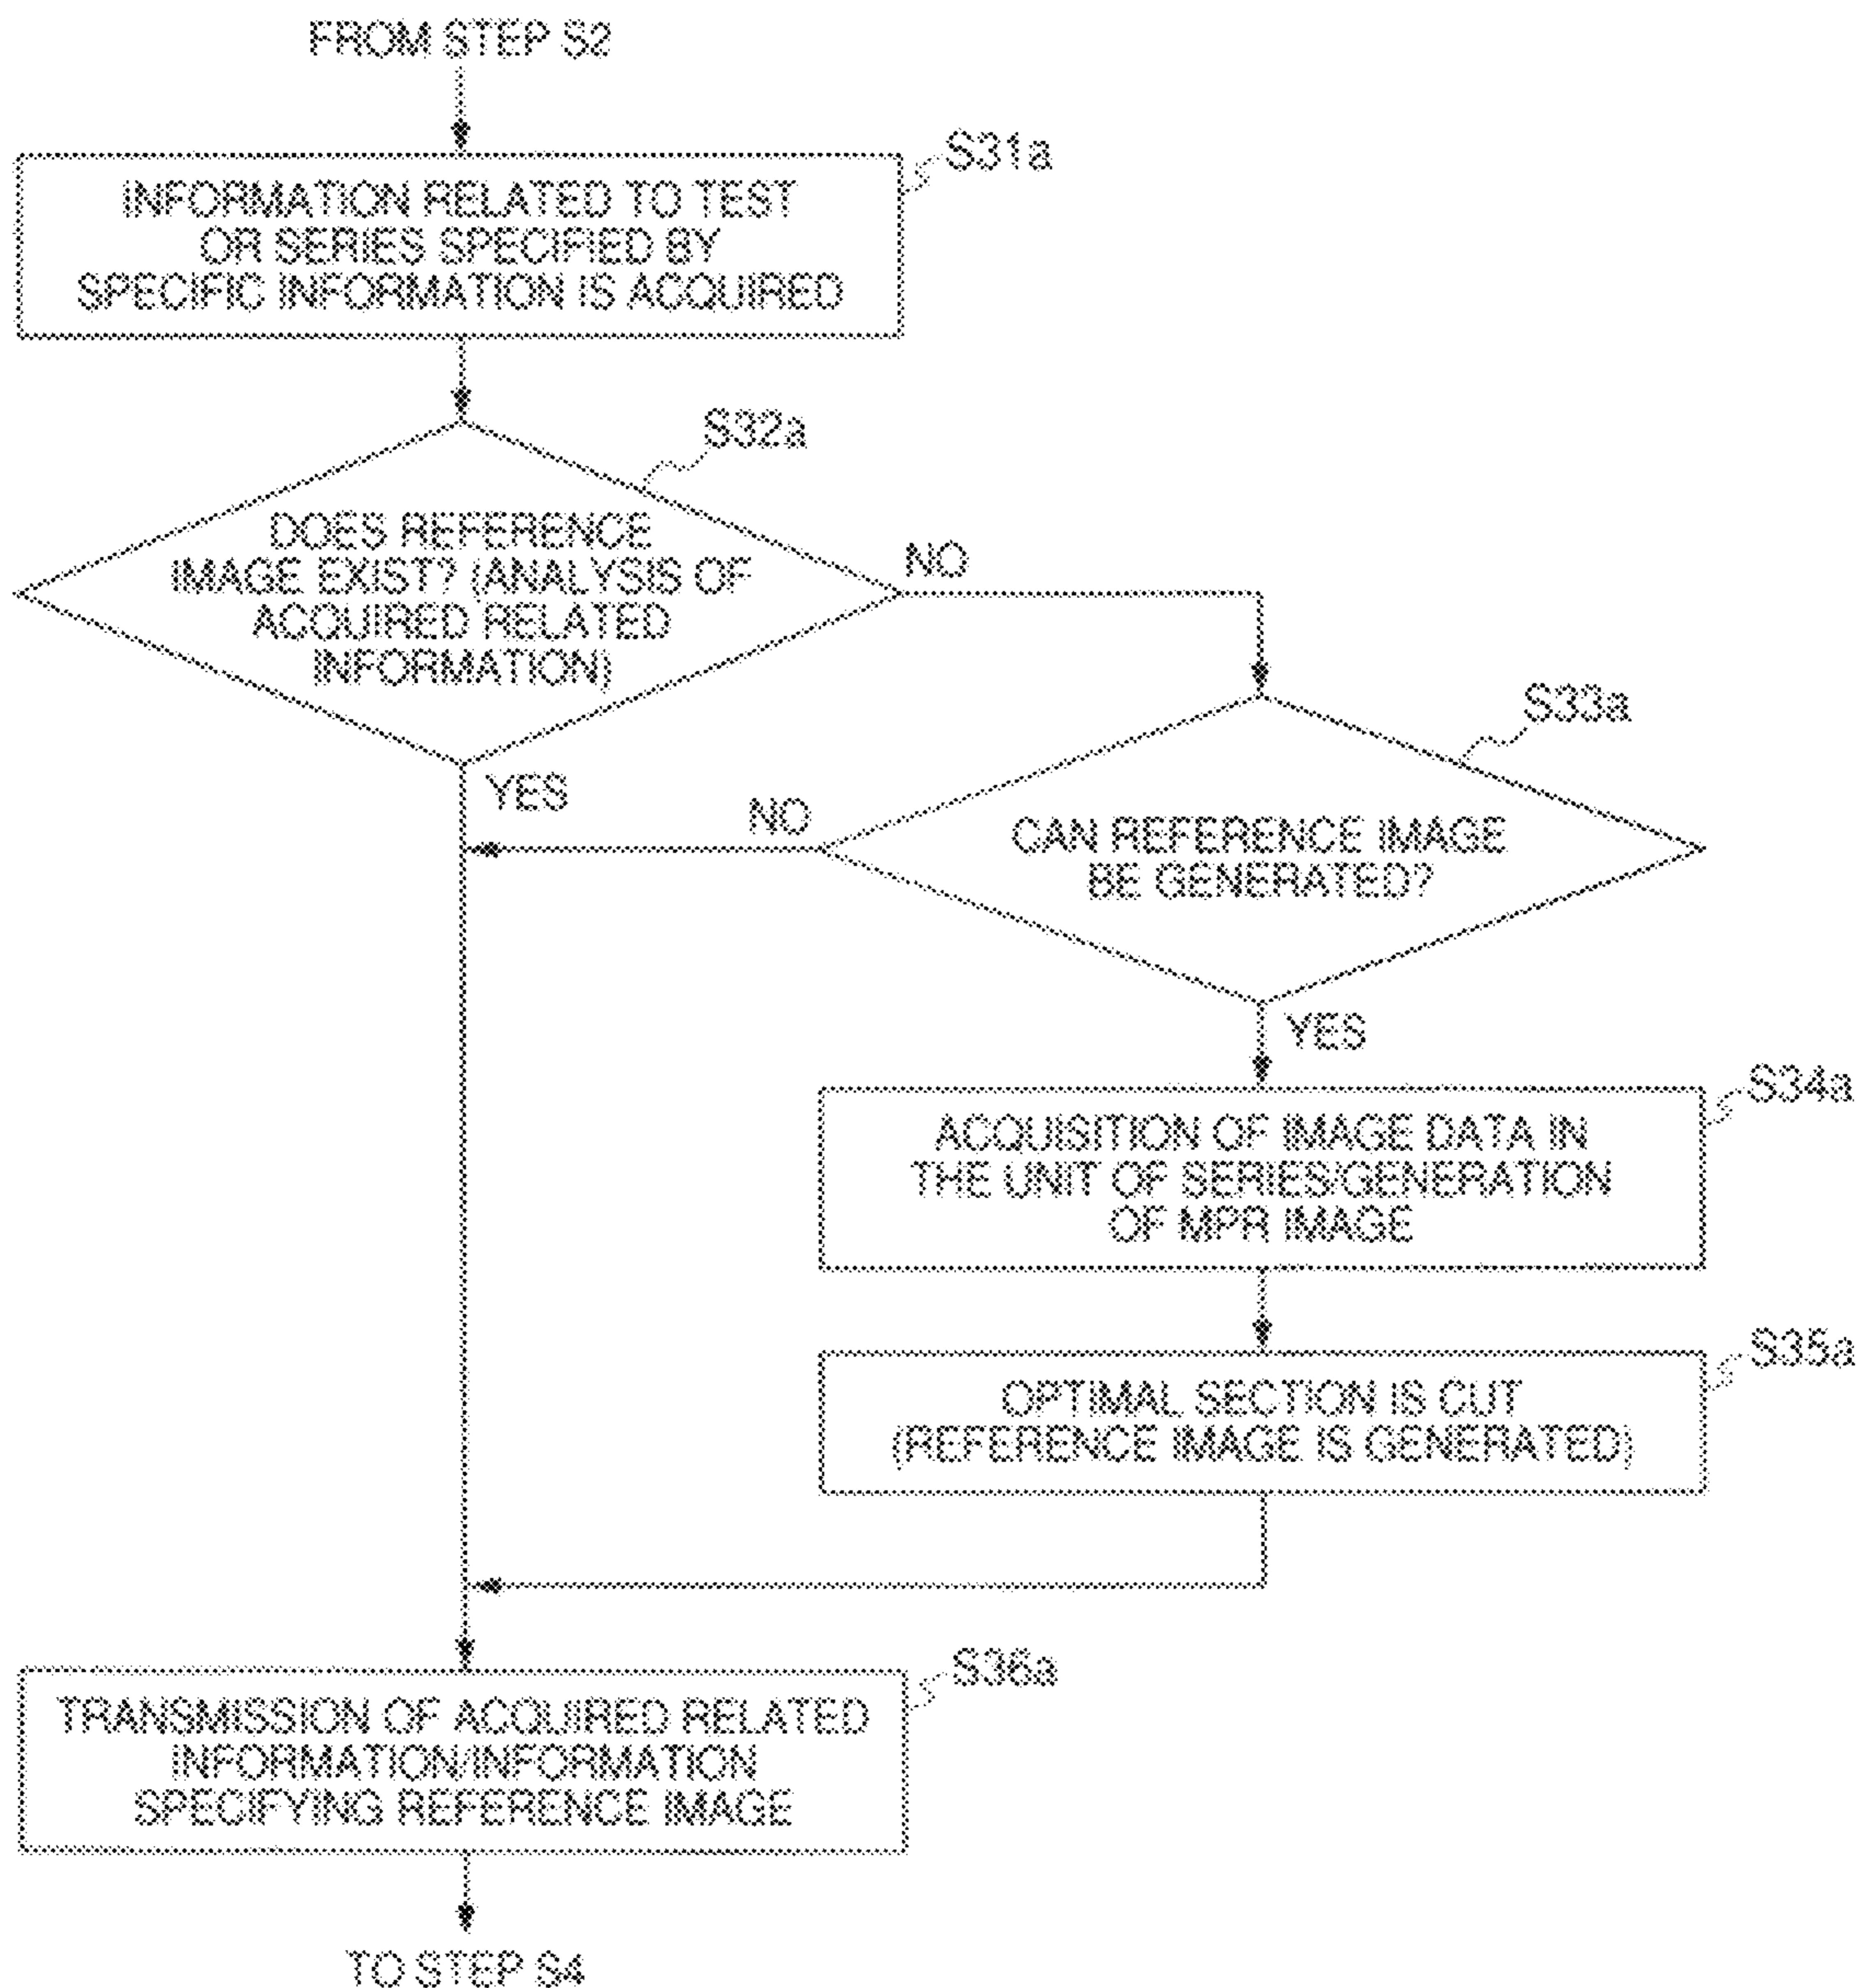 FROM STEP S2
S31a
INFORMATION RELATED TO TEST
OR SERIES SPECIFIED BY
SPECIFIC INFORMATION IS ACQUIRED
S32a
DOES REFERENCE
IMAGE EXIST? (ANALYSIS OF
ACQUIRED RELATED
INFORMATION)
NO
YES
S33a
CAN REFERENCE IMAGE
BE GENERATED?
NO
YES
S34a
ACQUISITION OF IMAGE DATA IN
THE UNIT OF SERIES/GENERATION
OF MPR IMAGE
S35a
OPTIMAL SECTION IS CUT
(REFERENCE IMAGE IS GENERATED)
S36a
TRANSMISSION OF ACQUIRED RELATED
INFORMATION/INFORMATION
SPECIFYING REFERENCE IMAGE
TO STEP S4